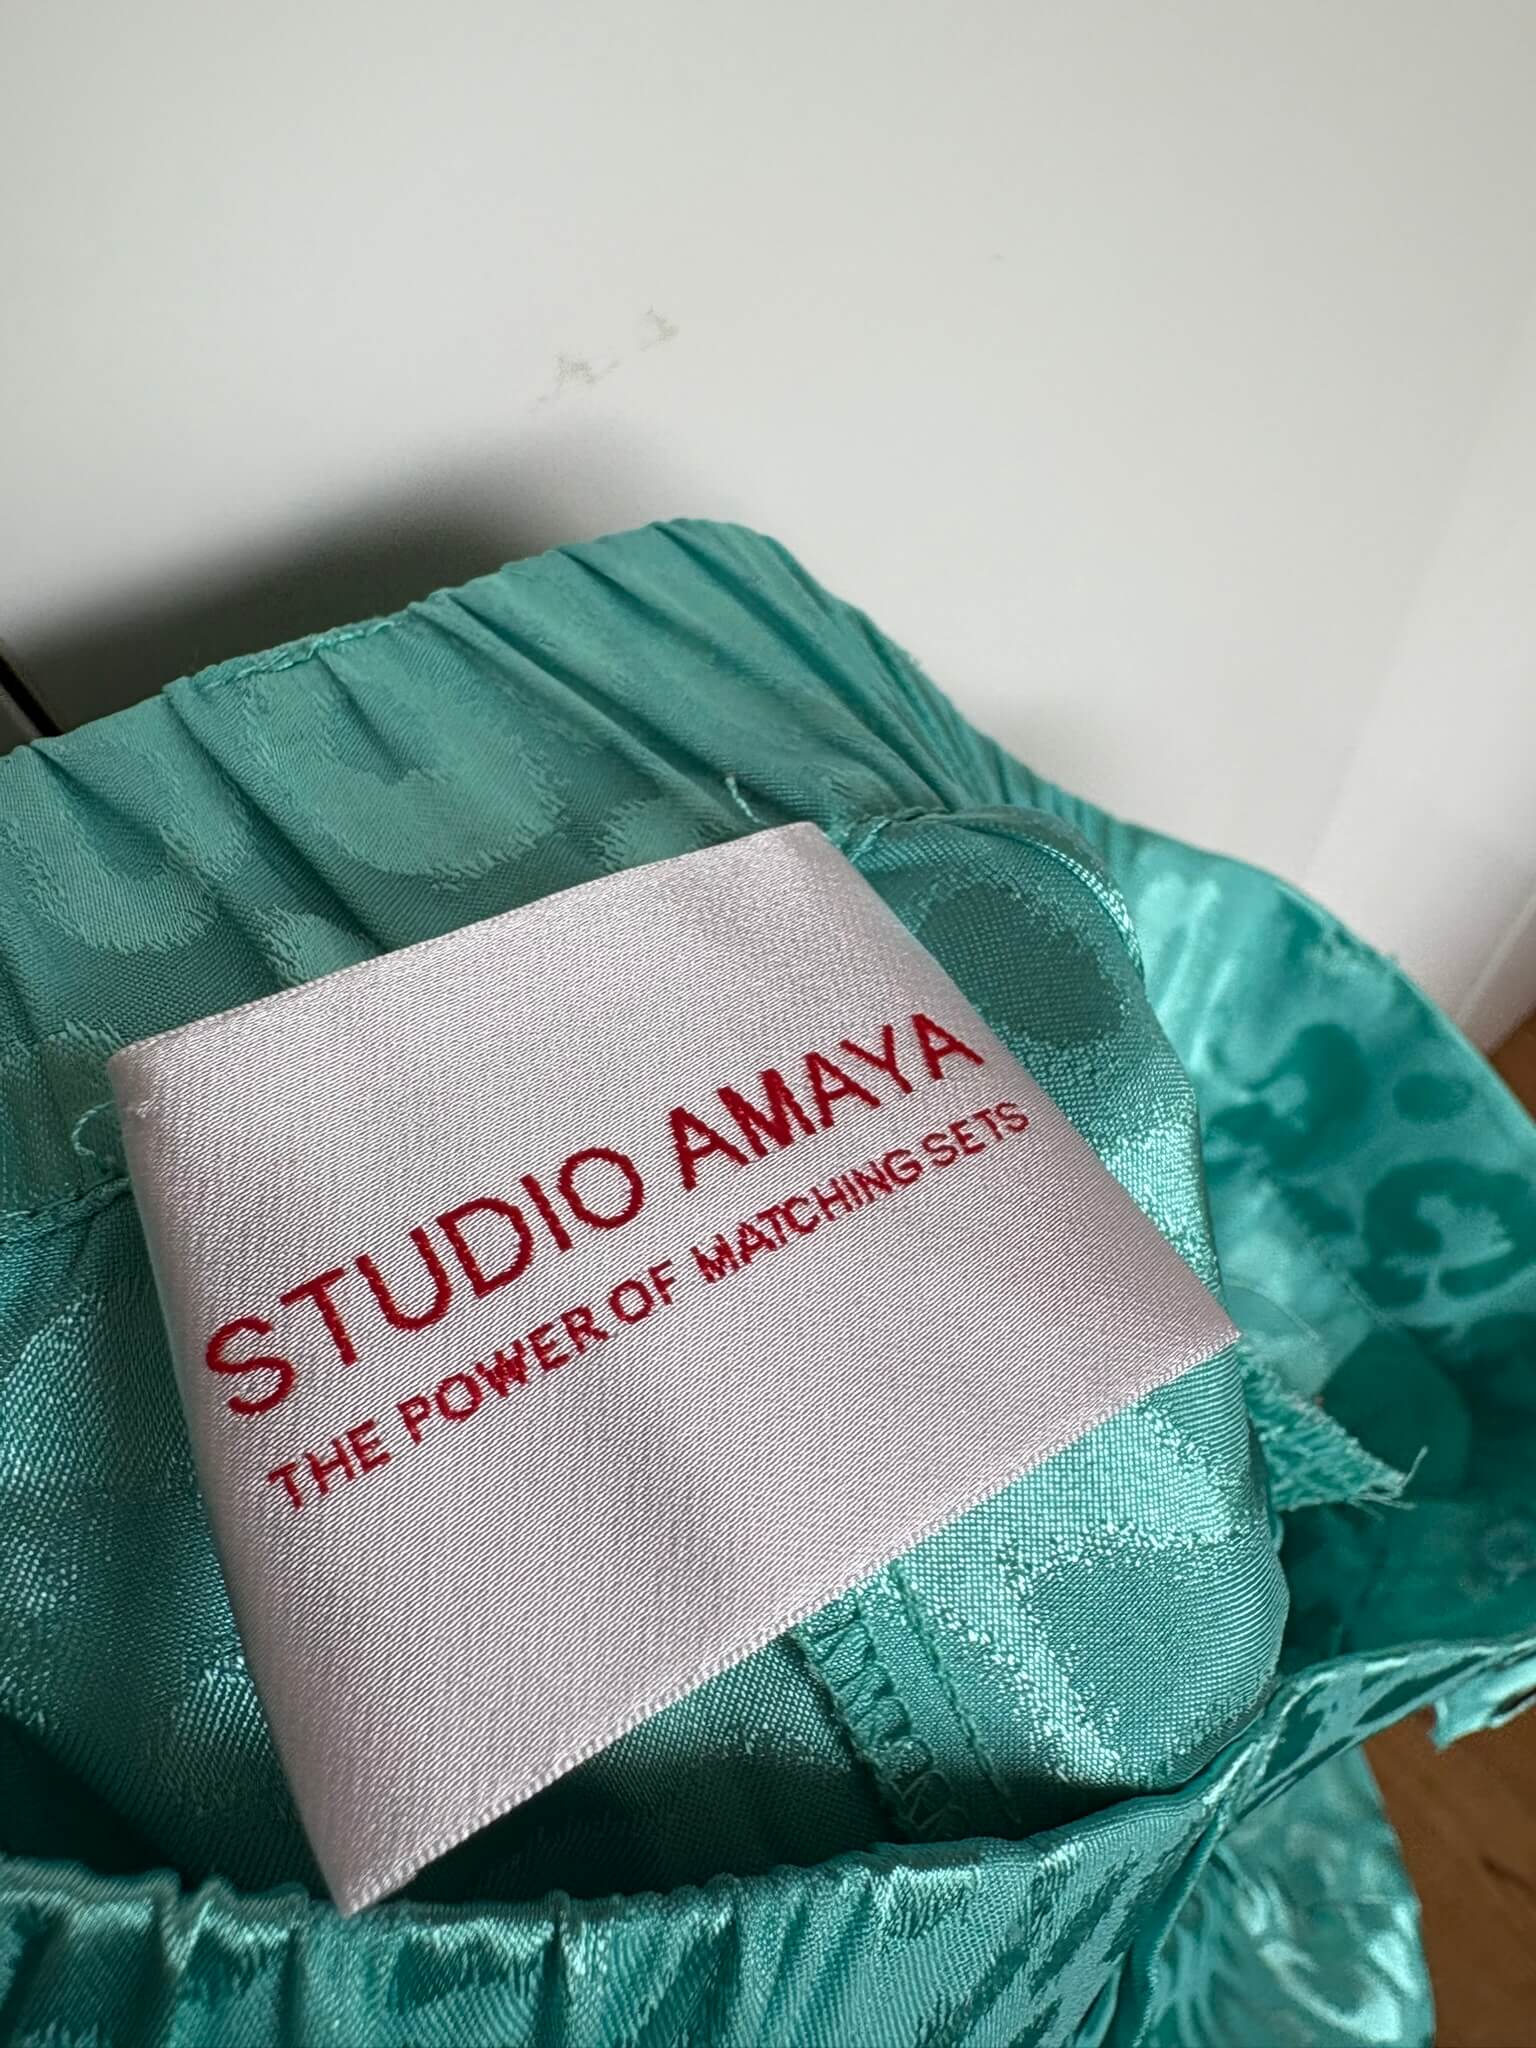 STUDIO AMAYA
THE POWER OF MATCHING SETS